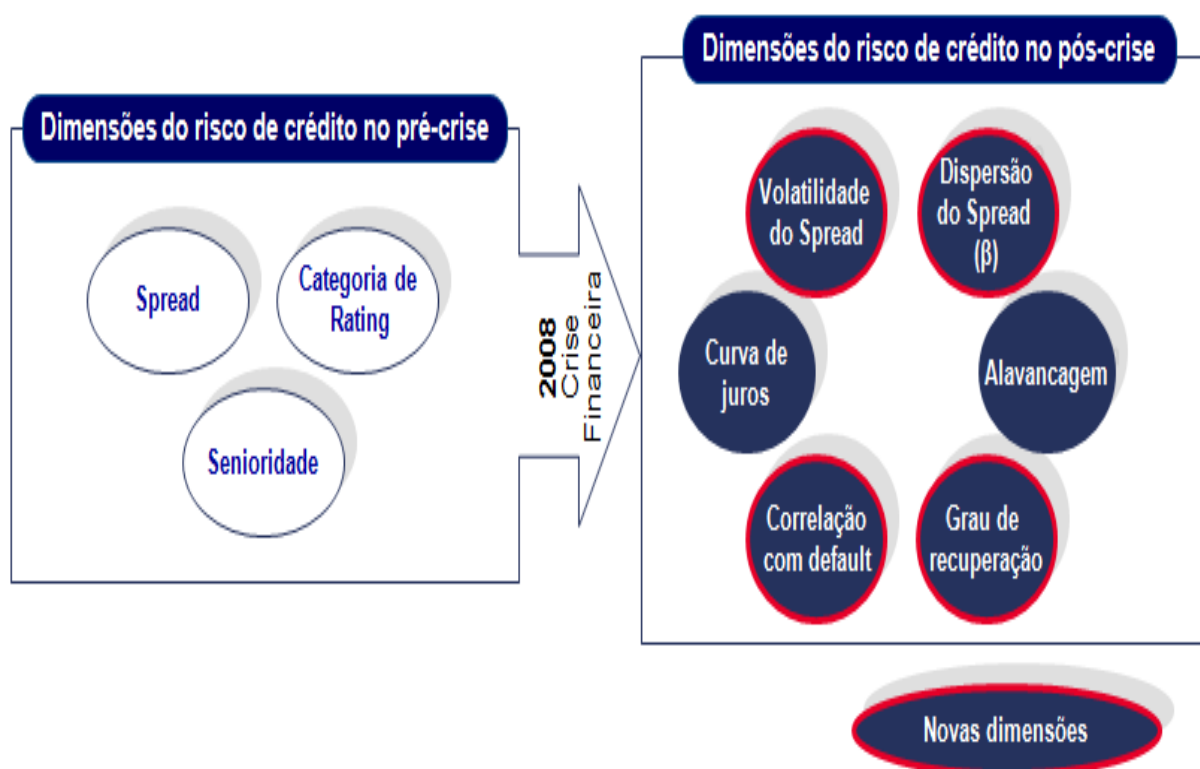 Dimensões do risco de crédito no pré-crise
Spread
Categoria de
Rating
Senioridade
2008
Crise
Financeira
Dimensões do risco de crédito no pós-crise
Volatilidade
do Spread
Dispersão
do Spread
(β)
Curva de
juros
Alavancagem
Correlação
com default
Grau de
recuperação
Novas dimensões